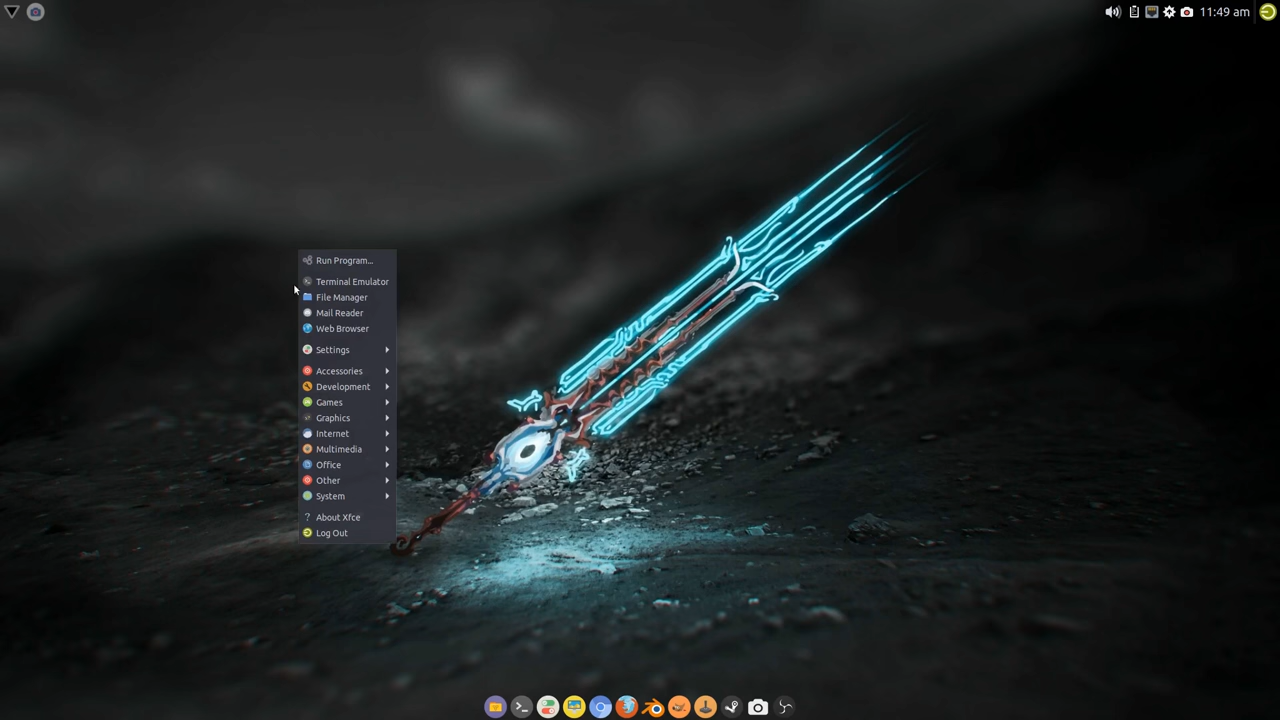 11:49 am
Run Program...
Terminal Emulator
File Manager
Mail Reader
Web Browser
Settings
Accessories
Development
Games
Graphics
Internet
Multimedia
Office
Other
System
? About Xfce
Log Out